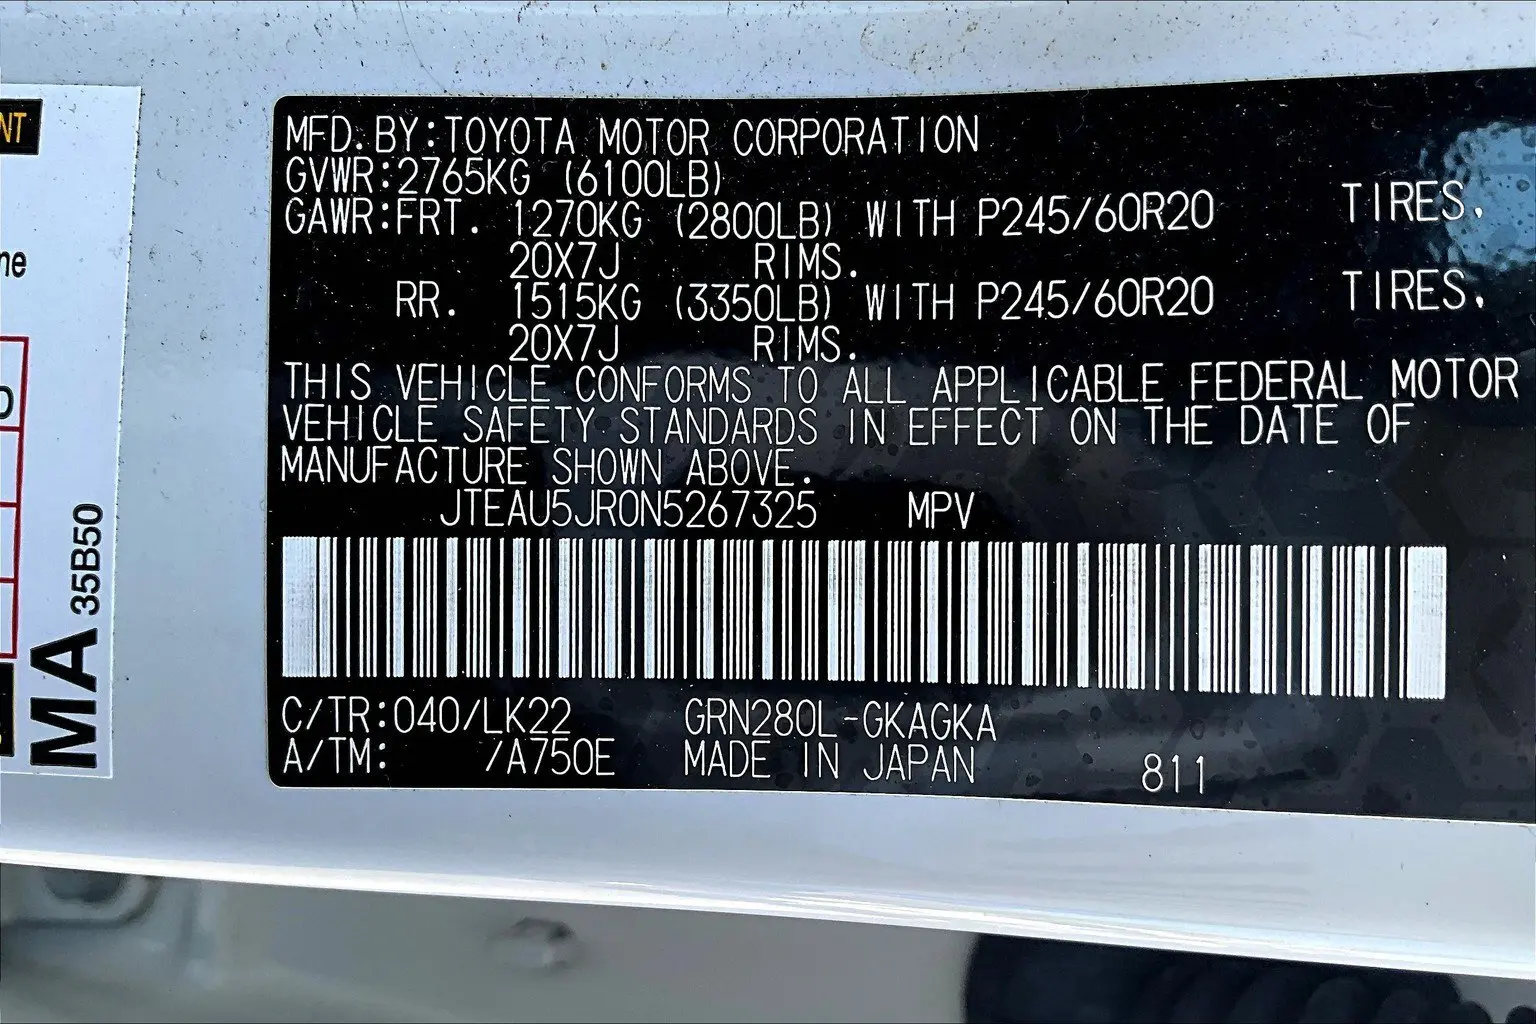 MFD.BY:TOYOTA MOTOR CORPORATION
GVWR:2765KG (6100LB)
GAWR:FRT. 1270KG (2800LB) WITH P245/60R20 TIRES.
20X7J RIMS.
RR. 1515KG (3350LB) WITH P245/60R20 TIRES.
20X7J RIMS.
THIS VEHICLE CONFORMS TO ALL APPLICABLE FEDERAL MOTOR
VEHICLE SAFETY STANDARDS IN EFFECT ON THE DATE OF
MANUFACTURE SHOWN ABOVE.
JTEAU5JR0N5267325 MPV
C/TR:040/LK22 GRN280L-GKAGKA
A/TM: /A750E MADE IN JAPAN 811
MA 35B50